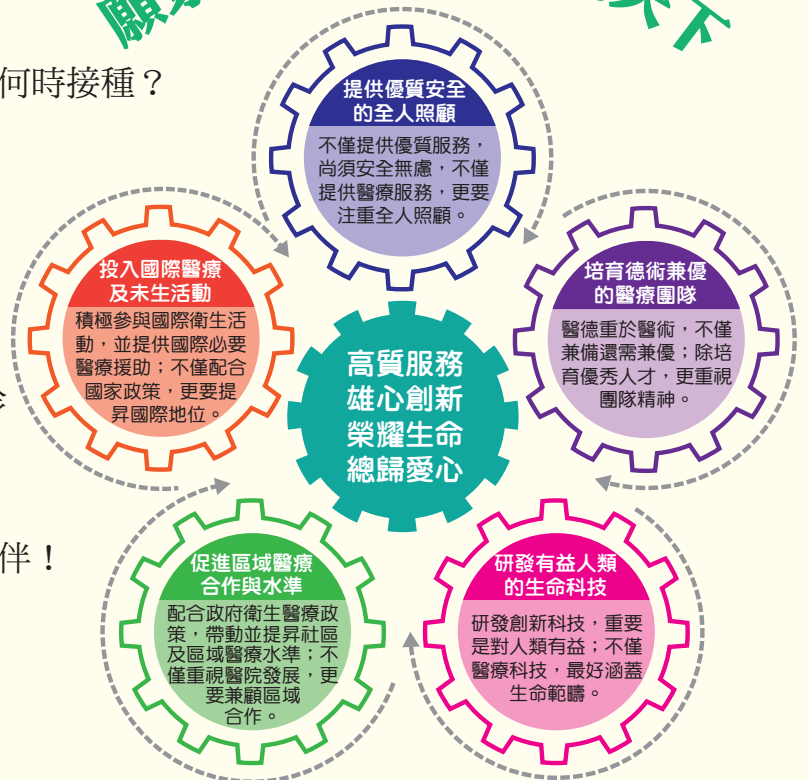 天下
何時接種？
提供優質安全
的全人照顧
不僅提供優質服務，
尚須安全無慮，不僅
提供醫療服務，更要
注重全人照顧。
投入國際醫療
及未生活動
積極參與國際衛生活
動，並提供國際必要
醫療援助；不僅配合
國家政策，更要提
昇國際地位。
培育德術兼優
的醫療團隊
醫德重於醫術，不僅
兼備還需兼優；除培
育優秀人才，更重視
團隊精神。
高質服務
雄心創新
榮耀生命
總歸愛心
伴！
促進區域醫療
合作與水準
配合政府衛生醫療政
策，帶動並提昇社區
及區域醫療水準；不
僅重視醫院發展，更
要兼顧區域
合作。
研發有益人類
的生命科技
研發創新科技，重要
是對人類有益；不僅
醫療科技，最好涵蓋
生命範疇。